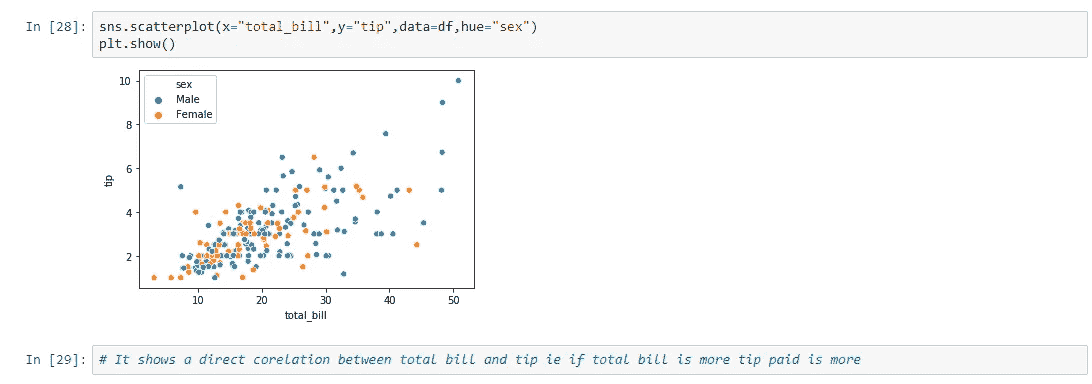 In [28]: sns.scatterplot(x="total_bill",y="tip",data=df,hue="sex")
plt.show()
sex
Male
Female
10
8
6
4
2
tip
10 20 30 40 50
total_bill
In [29]: # It shows a direct corelation between total bill and tip ie if total bill is more tip paid is more